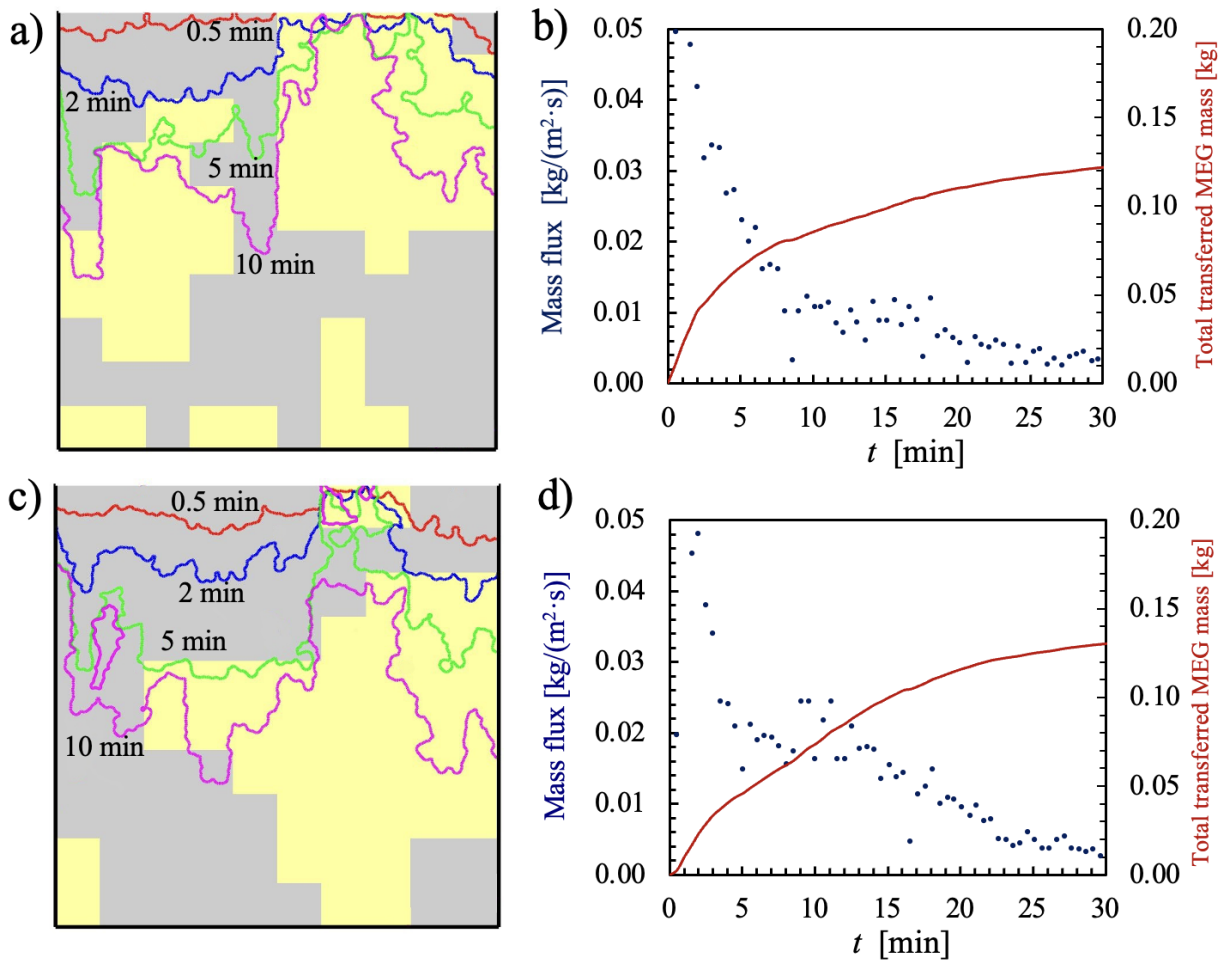 a)
0.5 min
2 min
5 min
10 min
b)
Mass flux [kg/(m²·s)]
0.05
0.04
0.03
0.02
0.01
0.00
0
5
10
15
20
25
30
t [min]
0.20
0.15
0.10
0.05
0.00
Total transferred MEG mass [kg]
c)
0.5 min
2 min
5 min
10 min
d)
Mass flux [kg/(m²·s)]
0.05
0.04
0.03
0.02
0.01
0.00
0
5
10
15
20
25
30
t [min]
0.20
0.15
0.10
0.05
0.00
Total transferred MEG mass [kg]